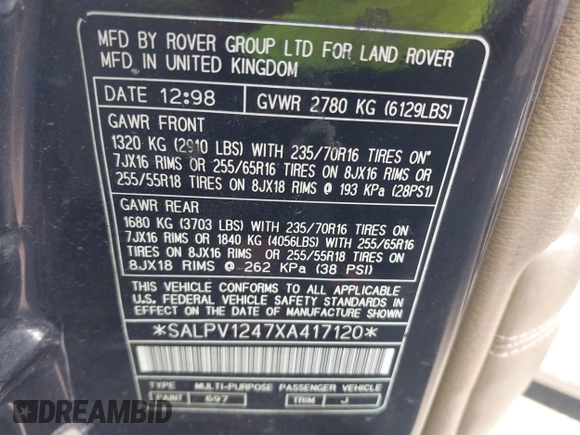 MFD BY ROVER GROUP LTD FOR LAND ROVER
MFD. IN UNITED KINGDOM
DATE 12:98 GVWR 2780 KG (6129LBS)
GAWR FRONT
1320 KG (2910 LBS) WITH 235/70R16 TIRES ON
7JX16 RIMS OR 255/65R16 TIRES ON 8JX16 RIMS OR
255/55R18 TIRES ON 8JX18 RIMS @ 193 KPa (28PS1)
GAWR REAR
1680 KG (3703 LBS) WITH 235/70R16 TIRES ON
7JX16 RIMS OR 1840 KG (4056LBS) WITH 255/65R16
TIRES ON 8JX16 RIMS OR 255/55R18 TIRES ON
8JX18 RIMS @ 262 KPa (38 PSI)
THIS VEHICLE CONFORMS TO ALL APPLICABLE
U.S. FEDERAL VEHICLE SAFETY STANDARDS IN
EFFECT ON THE DATE OF MANUFACTURE SHOWN ABOVE
*SALPV1247XA417120*
TYPE MULTI-PURPOSE PASSENGER VEHICLE
PAINT 697 TRIM J
DREAMBID